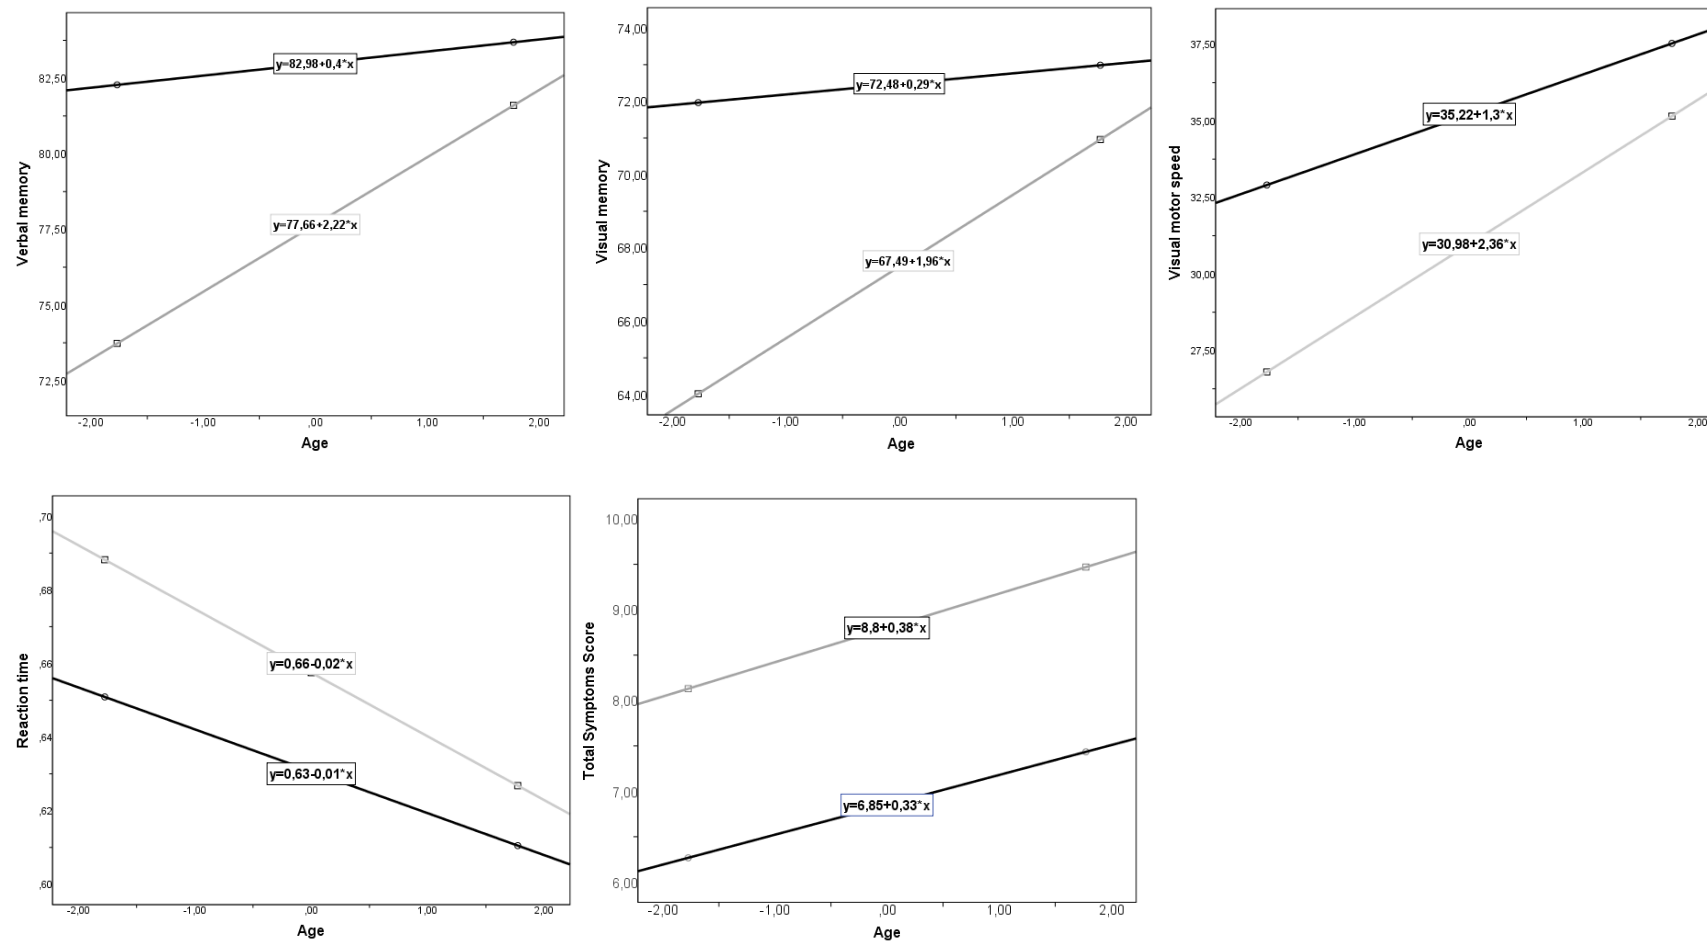 Verbal memory
82,50
80,00
77,50
75,00
72,50
y=82,98+0,4*x
y=77,66+2,22*x
-2,00 -1,00 ,00 1,00 2,00
Age
Visual memory
74,00
72,00
70,00
68,00
66,00
64,00
y=72,48+0,29*x
y=67,49+1,96*x
-2,00 -1,00 ,00 1,00 2,00
Age
Visual motor speed
37,50
35,00
32,50
30,00
27,50
y=35,22+1,3*x
y=30,98+2,36*x
-2,00 -1,00 ,00 1,00 2,00
Age
Reaction time
,70
,68
,66
,64
,62
,60
y=0,66-0,02*x
y=0,63-0,01*x
-2,00 -1,00 ,00 1,00 2,00
Age
Total Symptoms Score
10,00
9,00
8,00
7,00
6,00
y=8,8+0,38*x
y=6,85+0,33*x
-2,00 -1,00 ,00 1,00 2,00
Age